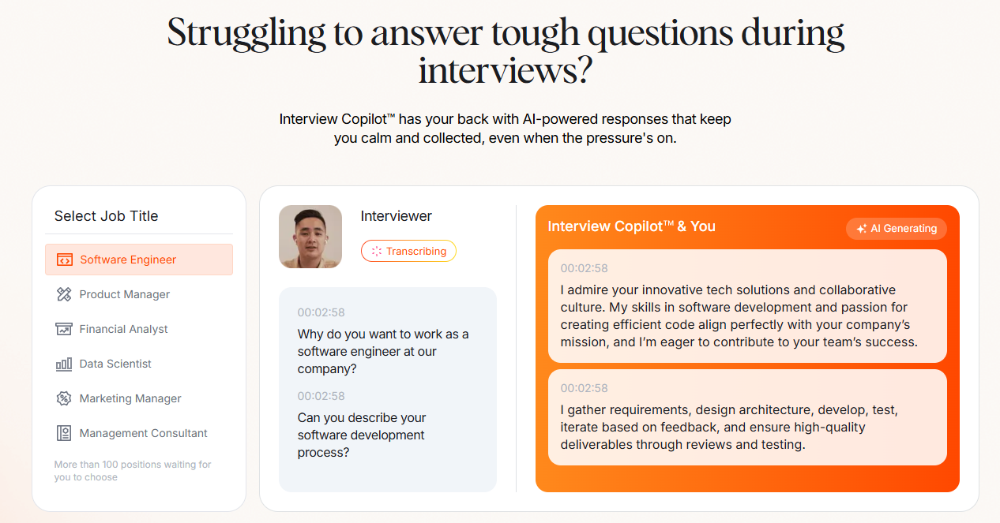 Struggling to answer tough questions during
interviews?
Interview Copilot™ has your back with AI-powered responses that keep
you calm and collected, even when the pressure's on.
Select Job Title
Software Engineer
Product Manager
Financial Analyst
Data Scientist
Marketing Manager
Management Consultant
More than 100 positions waiting for
you to choose
Interviewer
Transcribing
00:02:58
Why do you want to work as a
software engineer at our
company?
00:02:58
Can you describe your
software development
process?
Interview Copilot™ & You
AI Generating
00:02:58
I admire your innovative tech solutions and collaborative
culture. My skills in software development and passion for
creating efficient code align perfectly with your company’s
mission, and I’m eager to contribute to your team’s success.
00:02:58
I gather requirements, design architecture, develop, test,
iterate based on feedback, and ensure high-quality
deliverables through reviews and testing.